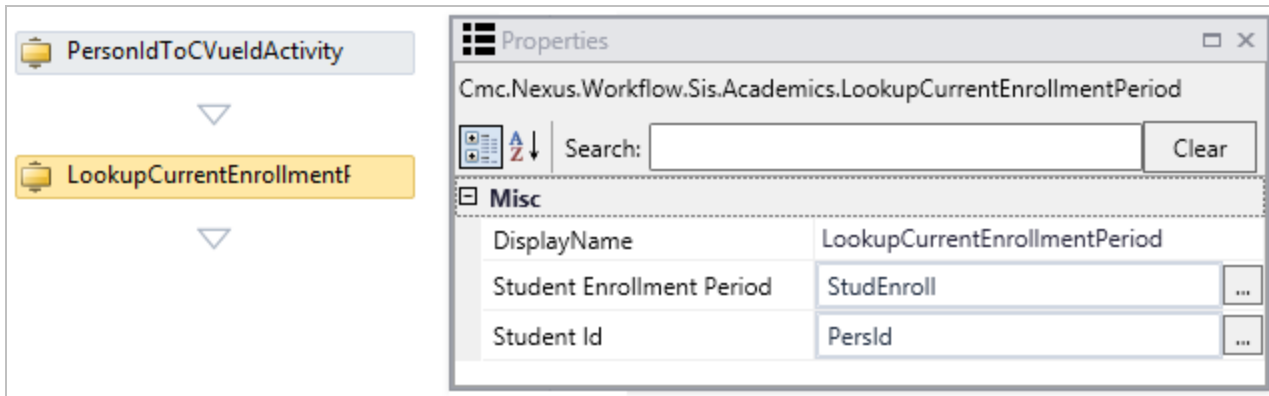 PersonIdToCVueIdActivity
LookupCurrentEnrollmentF
Properties
Cmc.Nexus.Workflow.Sis.Academics.LookupCurrentEnrollmentPeriod
A Z Search: Clear
Misc
DisplayName LookupCurrentEnrollmentPeriod
Student Enrollment Period StudEnroll ...
Student Id PersId ...